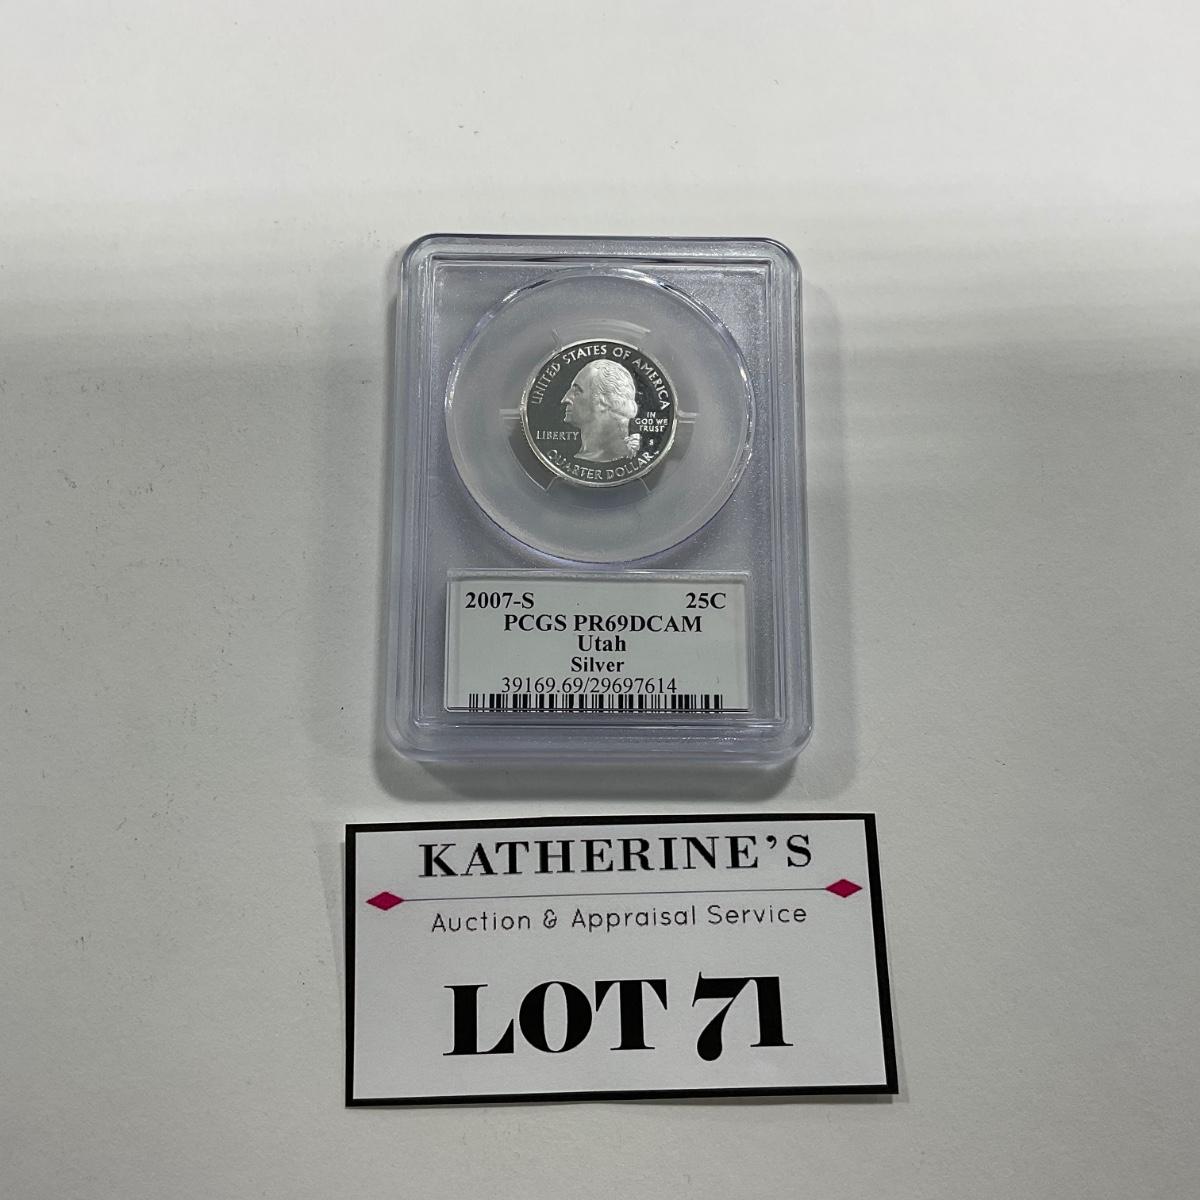 UNITED STATES OF AMERICA
LIBERTY
IN
GOD WE
TRUST
S
QUARTER DOLLAR
2007-S 25C
PCGS PR69DCAM
Utah
Silver
39169.69/29697614
KATHERINE'S
Auction & Appraisal Service
LOT 71